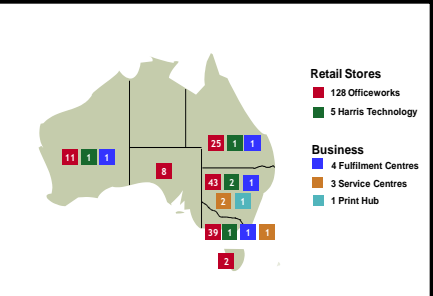 Retail Stores
128 Officeworks
5 Harris Technology
Business
4 Fulfilment Centres
3 Service Centres
1 Print Hub
25 1 1
11 1 1
8
43 2 1
2 1
39 1 1 1
2